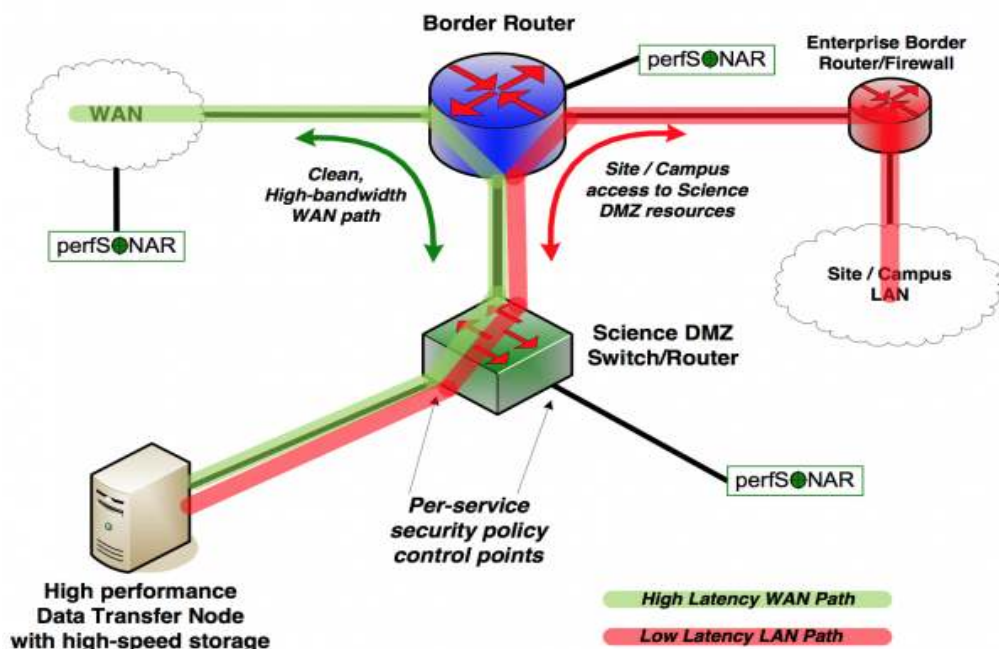 Border Router
perfSONAR
Enterprise Border
Router/Firewall
WAN
Clean,
High-bandwidth
WAN path
Site / Campus
access to Science
DMZ resources
perfSONAR
Site / Campus
LAN
Science DMZ
Switch/Router
perfSONAR
Per-service
security policy
control points
High performance
Data Transfer Node
with high-speed storage
High Latency WAN Path
Low Latency LAN Path